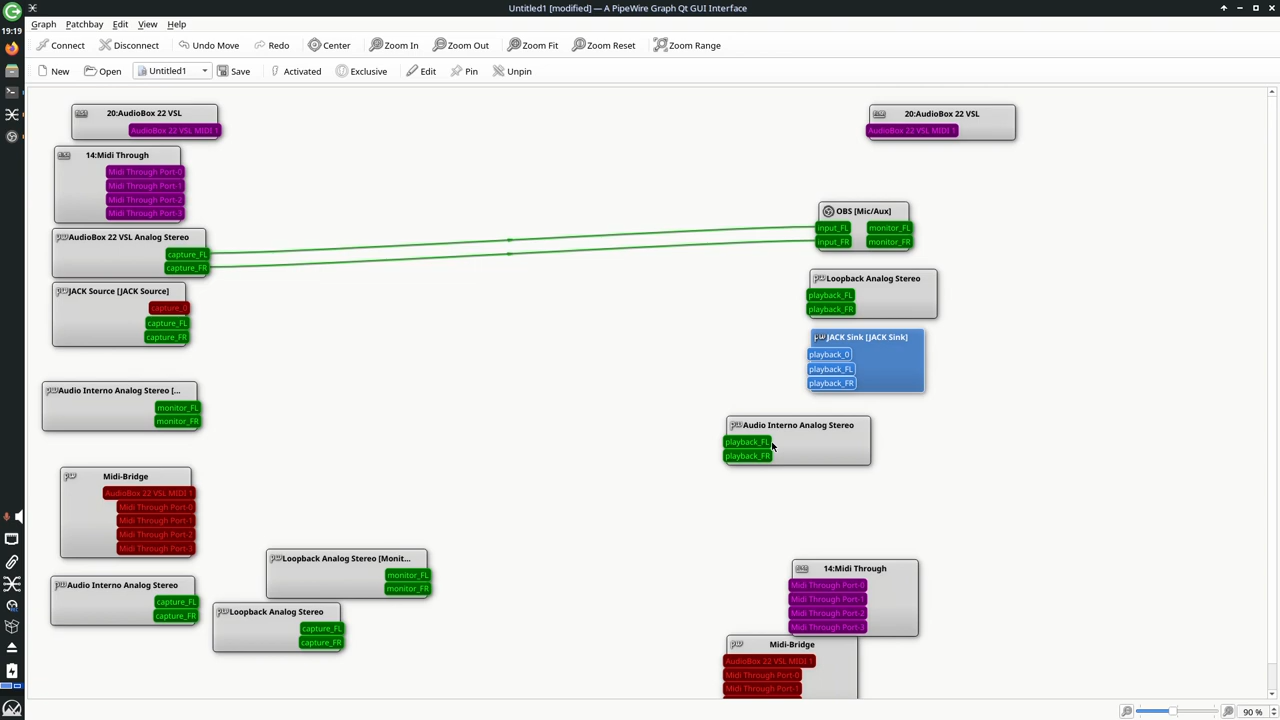 19:19
Untitled1 [modified] — A PipeWire Graph Qt GUI Interface
Graph Patchbay Edit View Help
Connect Disconnect Undo Move Redo Center Zoom In Zoom Out Zoom Fit Zoom Reset Zoom Range
New Open Untitled1 Save Activated Exclusive Edit Pin Unpin
20:AudioBox 22 VSL
AudioBox 22 VSL MIDI 1
14:Midi Through
Midi Through Port-0
Midi Through Port-1
Midi Through Port-2
Midi Through Port-3
AudioBox 22 VSL Analog Stereo
capture_FL
capture_FR
JACK Source [JACK Source]
capture_0
capture_FL
capture_FR
Audio Interno Analog Stereo [...
monitor_FL
monitor_FR
Midi-Bridge
AudioBox 22 VSL MIDI 1
Midi Through Port-0
Midi Through Port-1
Midi Through Port-2
Midi Through Port-3
Audio Interno Analog Stereo
capture_FL
capture_FR
Loopback Analog Stereo [Monit...
monitor_FL
monitor_FR
Loopback Analog Stereo
capture_FL
capture_FR
20:AudioBox 22 VSL
AudioBox 22 VSL MIDI 1
OBS [Mic/Aux]
input_FL monitor_FL
input_FR monitor_FR
Loopback Analog Stereo
playback_FL
playback_FR
JACK Sink [JACK Sink]
playback_0
playback_FL
playback_FR
Audio Interno Analog Stereo
playback_FL
playback_FR
14:Midi Through
Midi Through Port-0
Midi Through Port-1
Midi Through Port-2
Midi Through Port-3
Midi-Bridge
AudioBox 22 VSL MIDI 1
Midi Through Port-0
Midi Through Port-1
90 %